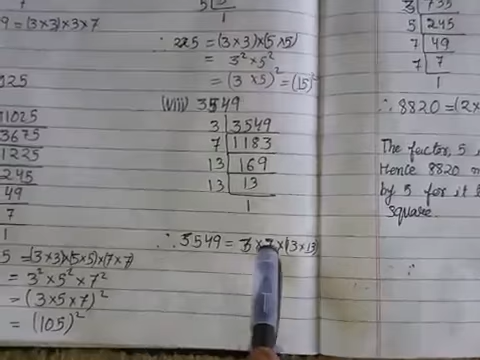 9 = (3×3)×3×7
025
11025
3675
1225
245
49
7
1
5 = (3×3)×(5×5)×(7×7)
= 3² × 5² × 7²
= (3×5×7)²
= (105)²
5
1
∴ 225 = (3×3)×(5×5)
= 3² × 5²
= (3×5)² = (15)²
(viii) 3549
3 3549
7 1183
13 169
13 13
1
∴ 3549 = 3×7×(13×13)
3 735
5 245
7 49
7 7
1
∴ 8820 = (2×
The factor, 5
Hence 8820
by 5 for it
square.